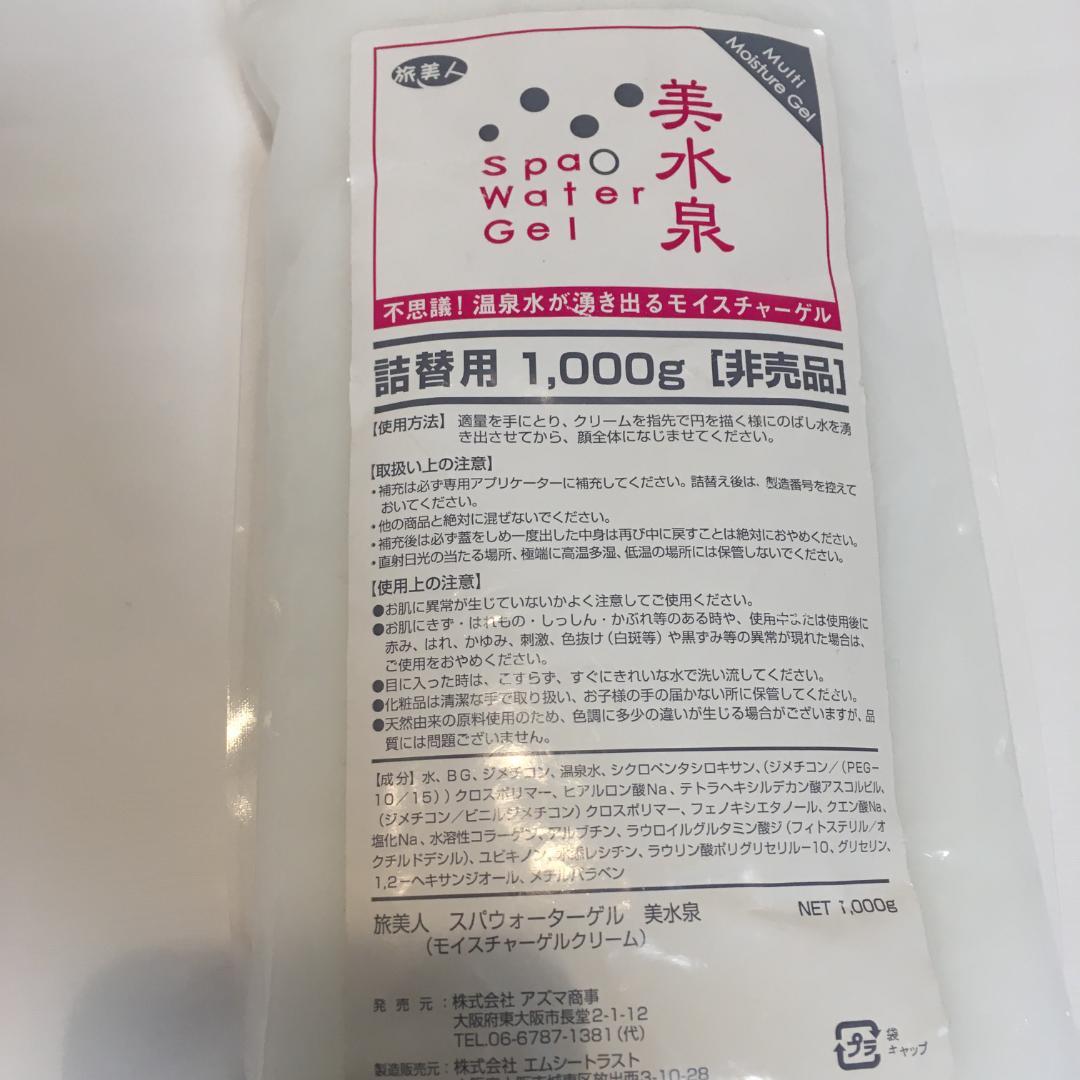 旅美人
Multi
Moisture Gel
美水泉
Spa
Water
Gel
不思議！温泉水が湧き出るモイスチャーゲル
詰替用 1,000g [非売品]
【使用方法】 適量を手にとり、クリームを指先で円を描く様にのばし水を湧
き出させてから、顔全体になじませてください。
【取扱い上の注意】
・補充は必ず専用アプリケーターに補充してください。詰替え後は、製造番号を控えて
おいてください。
・他の商品と絶対に混ぜないでください。
・補充後は必ず蓋をしめ一度出した中身は再び中に戻すことは絶対におやめください。
・直射日光の当たる場所、極端に高温多湿、低温の場所には保管しないでください。
【使用上の注意】
●お肌に異常が生じていないかよく注意してご使用ください。
●お肌にきず・はれもの・しっしん・かぶれ等のある時や、使用中または使用後に
赤み、はれ、かゆみ、刺激、色抜け（白斑等）や黒ずみ等の異常が現れた場合は、
ご使用をおやめください。
●目に入った時は、こすらず、すぐにきれいな水で洗い流してください。
●化粧品は清潔な手で取り扱い、お子様の手の届かない所に保管してください。
●天然由来の原料使用のため、色調に多少の違いが生じる場合がございますが、品
質には問題ございません。
【成分】水、BG、ジメチコン、温泉水、シクロペンタシロキサン、（ジメチコン／（PEG-
10／15））クロスポリマー、ヒアルロン酸Na、テトラヘキシルデカン酸アスコルビル、
（ジメチコン／ビニルジメチコン）クロスポリマー、フェノキシエタノール、クエン酸Na、
塩化Na、水溶性コラーゲン、アルブチン、ラウロイルグルタミン酸ジ（フィトステリル／オ
クチルドデシル）、ユビキノン、水添レシチン、ラウリン酸ポリグリセリル-10、グリセリン、
1,2-ヘキサンジオール、メチルパラベン
旅美人 スパウォーターゲル 美水泉
（モイスチャーゲルクリーム）
NET 1,000g
発売元：株式会社 アズマ商事
大阪府東大阪市長堂2-1-12
TEL.06-6787-1381（代）
製造販売元：株式会社 エムシートラスト
大阪府大阪市城東区放出西3-10-28
プラ
袋
キャップ